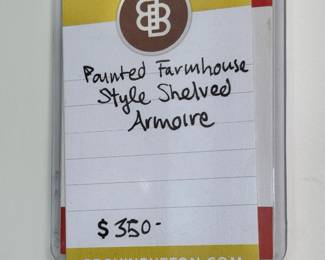 Painted Farmhouse
Style Shelved
Armoire
$350-